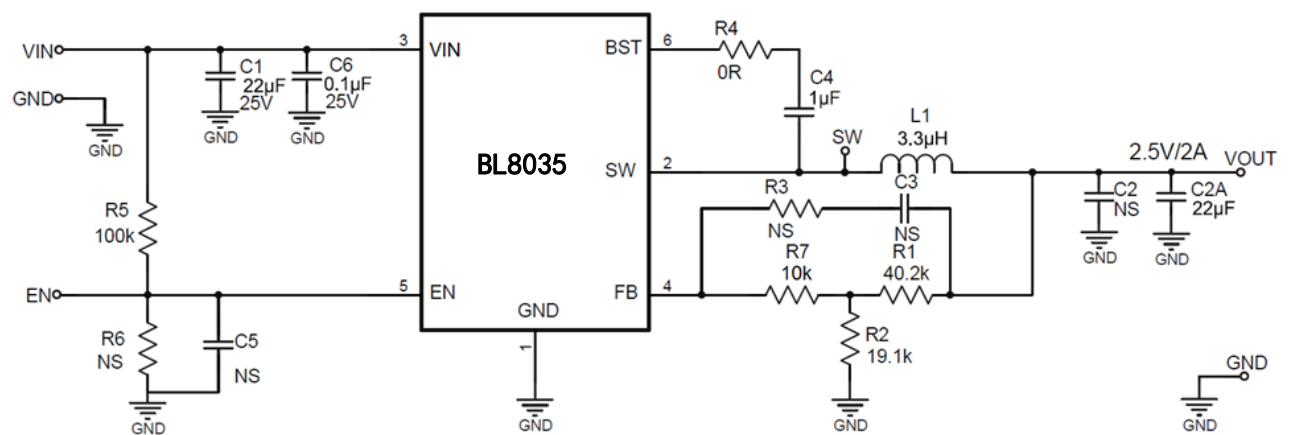 VIN
GND
GND
C1
22µF
25V
GND
C6
0.1µF
25V
GND
3
VIN
BST
6
R4
0R
C4
1µF
BL8035
SW
2
SW
L1
3.3µH
2.5V/2A
VOUT
C2
NS
GND
C2A
22µF
GND
R3
NS
C3
NS
R5
100k
R7
10k
R1
40.2k
EN
5
EN
FB
4
GND
1
GND
R6
NS
C5
NS
GND
R2
19.1k
GND
GND
GND